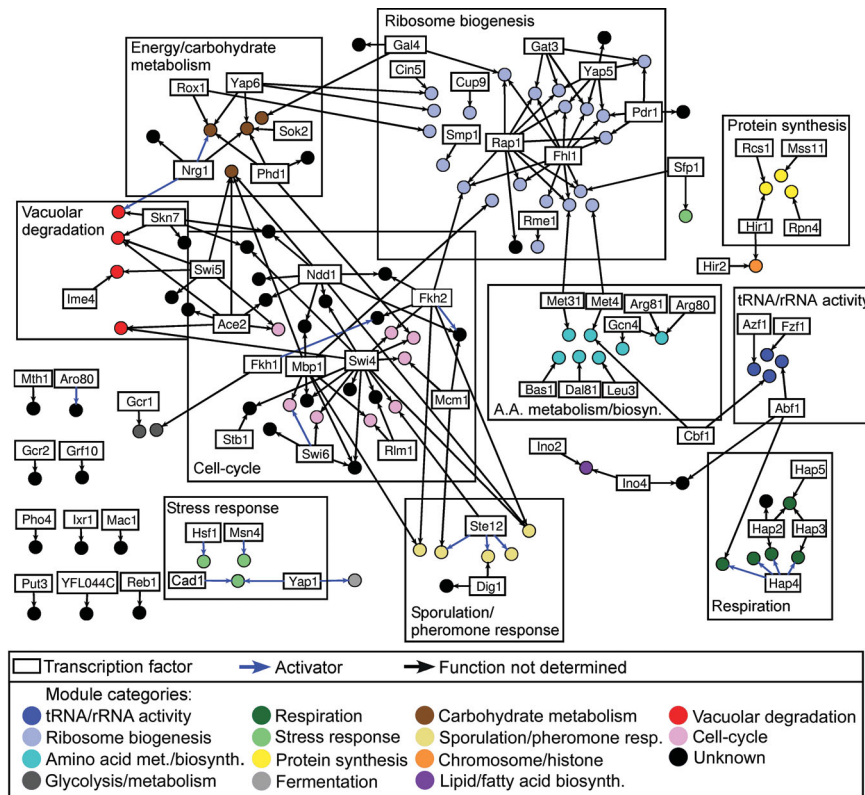 Ribosome biogenesis
Energy/carbohydrate
metabolism
Gal4
Gat3
Cin5
Yap5
Rox1
Yap6
Cup9
Pdr1
Sok2
Smp1
Rap1
Fhl1
Protein synthesis
Rcs1
Mss11
Nrg1
Phd1
Sfp1
Vacuolar
degradation
Skn7
Rme1
Hir1
Rpn4
Swi5
Ndd1
Hir2
Ime4
Fkh2
Met31
Met4
Arg81
Arg80
tRNA/rRNA activity
Ace2
Gcn4
Azf1
Fzf1
Fkh1
Mbp1
Swi4
Mth1
Aro80
Gcr1
Mcm1
Bas1
Dal81
Leu3
A.A. metabolism/biosyn.
Abf1
Stb1
Swi6
Rlm1
Cbf1
Gcr2
Grf10
Cell-cycle
Ino2
Ino4
Hap5
Pho4
Ixr1
Mac1
Stress response
Hsf1
Msn4
Ste12
Hap2
Hap3
Put3
YFL044C
Reb1
Cad1
Yap1
Dig1
Hap4
Sporulation/
pheromone response
Respiration
Transcription factor
Activator
Function not determined
Module categories:
tRNA/rRNA activity
Respiration
Carbohydrate metabolism
Vacuolar degradation
Ribosome biogenesis
Stress response
Sporulation/pheromone resp.
Cell-cycle
Amino acid met./biosynth.
Protein synthesis
Chromosome/histone
Unknown
Glycolysis/metabolism
Fermentation
Lipid/fatty acid biosynth.